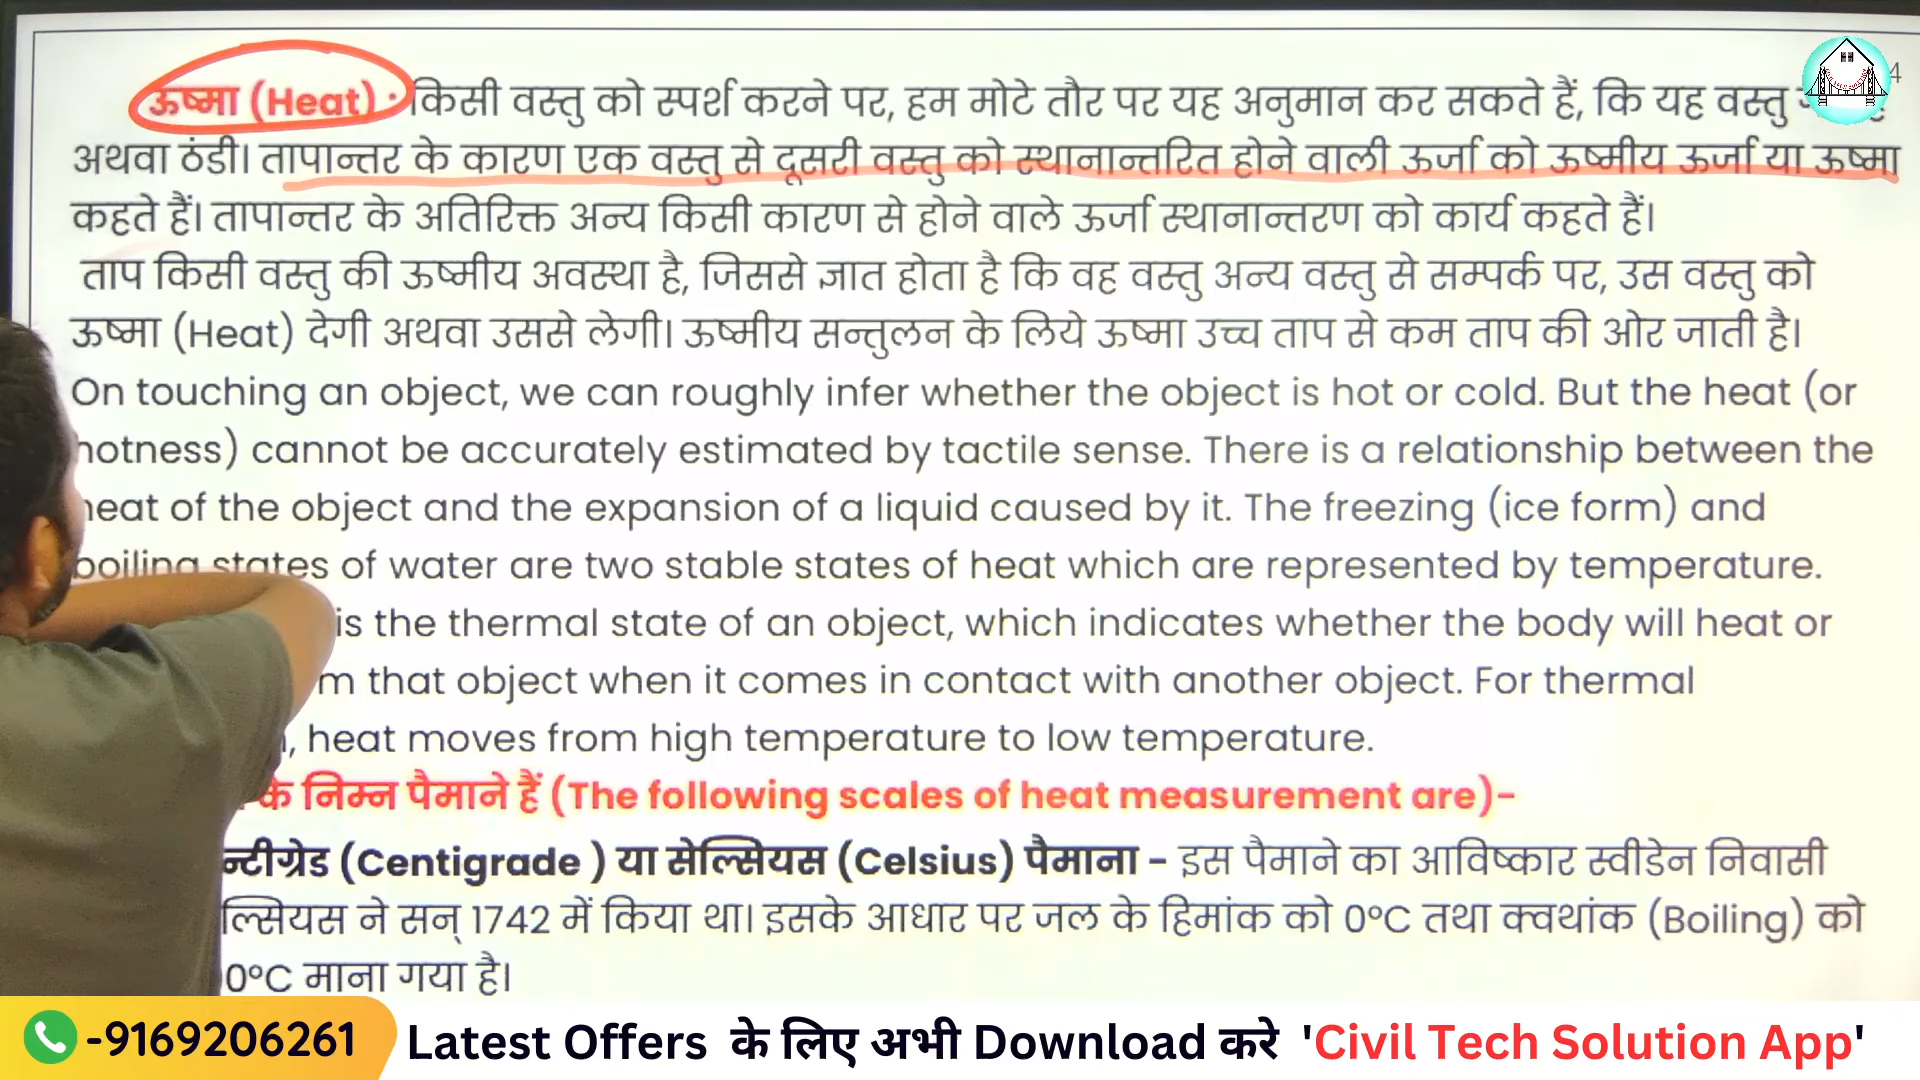 ऊष्मा (Heat) · किसी वस्तु को स्पर्श करने पर, हम मोटे तौर पर यह अनुमान कर सकते हैं, कि यह वस्तु
अथवा ठंडी। तापान्तर के कारण एक वस्तु से दूसरी वस्तु को स्थानान्तरित होने वाली ऊर्जा को ऊष्मीय ऊर्जा या ऊष्मा
कहते हैं। तापान्तर के अतिरिक्त अन्य किसी कारण से होने वाले ऊर्जा स्थानान्तरण को कार्य कहते हैं।
ताप किसी वस्तु की ऊष्मीय अवस्था है, जिससे ज्ञात होता है कि वह वस्तु अन्य वस्तु से सम्पर्क पर, उस वस्तु को
ऊष्मा (Heat) देगी अथवा उससे लेगी। ऊष्मीय सन्तुलन के लिये ऊष्मा उच्च ताप से कम ताप की ओर जाती है।
On touching an object, we can roughly infer whether the object is hot or cold. But the heat (or
hotness) cannot be accurately estimated by tactile sense. There is a relationship between the
heat of the object and the expansion of a liquid caused by it. The freezing (ice form) and
boiling states of water are two stable states of heat which are represented by temperature.
is the thermal state of an object, which indicates whether the body will heat or
that object when it comes in contact with another object. For thermal
, heat moves from high temperature to low temperature.
के निम्न पैमाने हैं (The following scales of heat measurement are)-
न्टीग्रेड (Centigrade ) या सेल्सियस (Celsius) पैमाना - इस पैमाने का आविष्कार स्वीडेन निवासी
ल्सियस ने सन् 1742 में किया था। इसके आधार पर जल के हिमांक को 0°C तथा क्वथांक (Boiling) को
0°C माना गया है।
-9169206261 Latest Offers के लिए अभी Download करे 'Civil Tech Solution App'